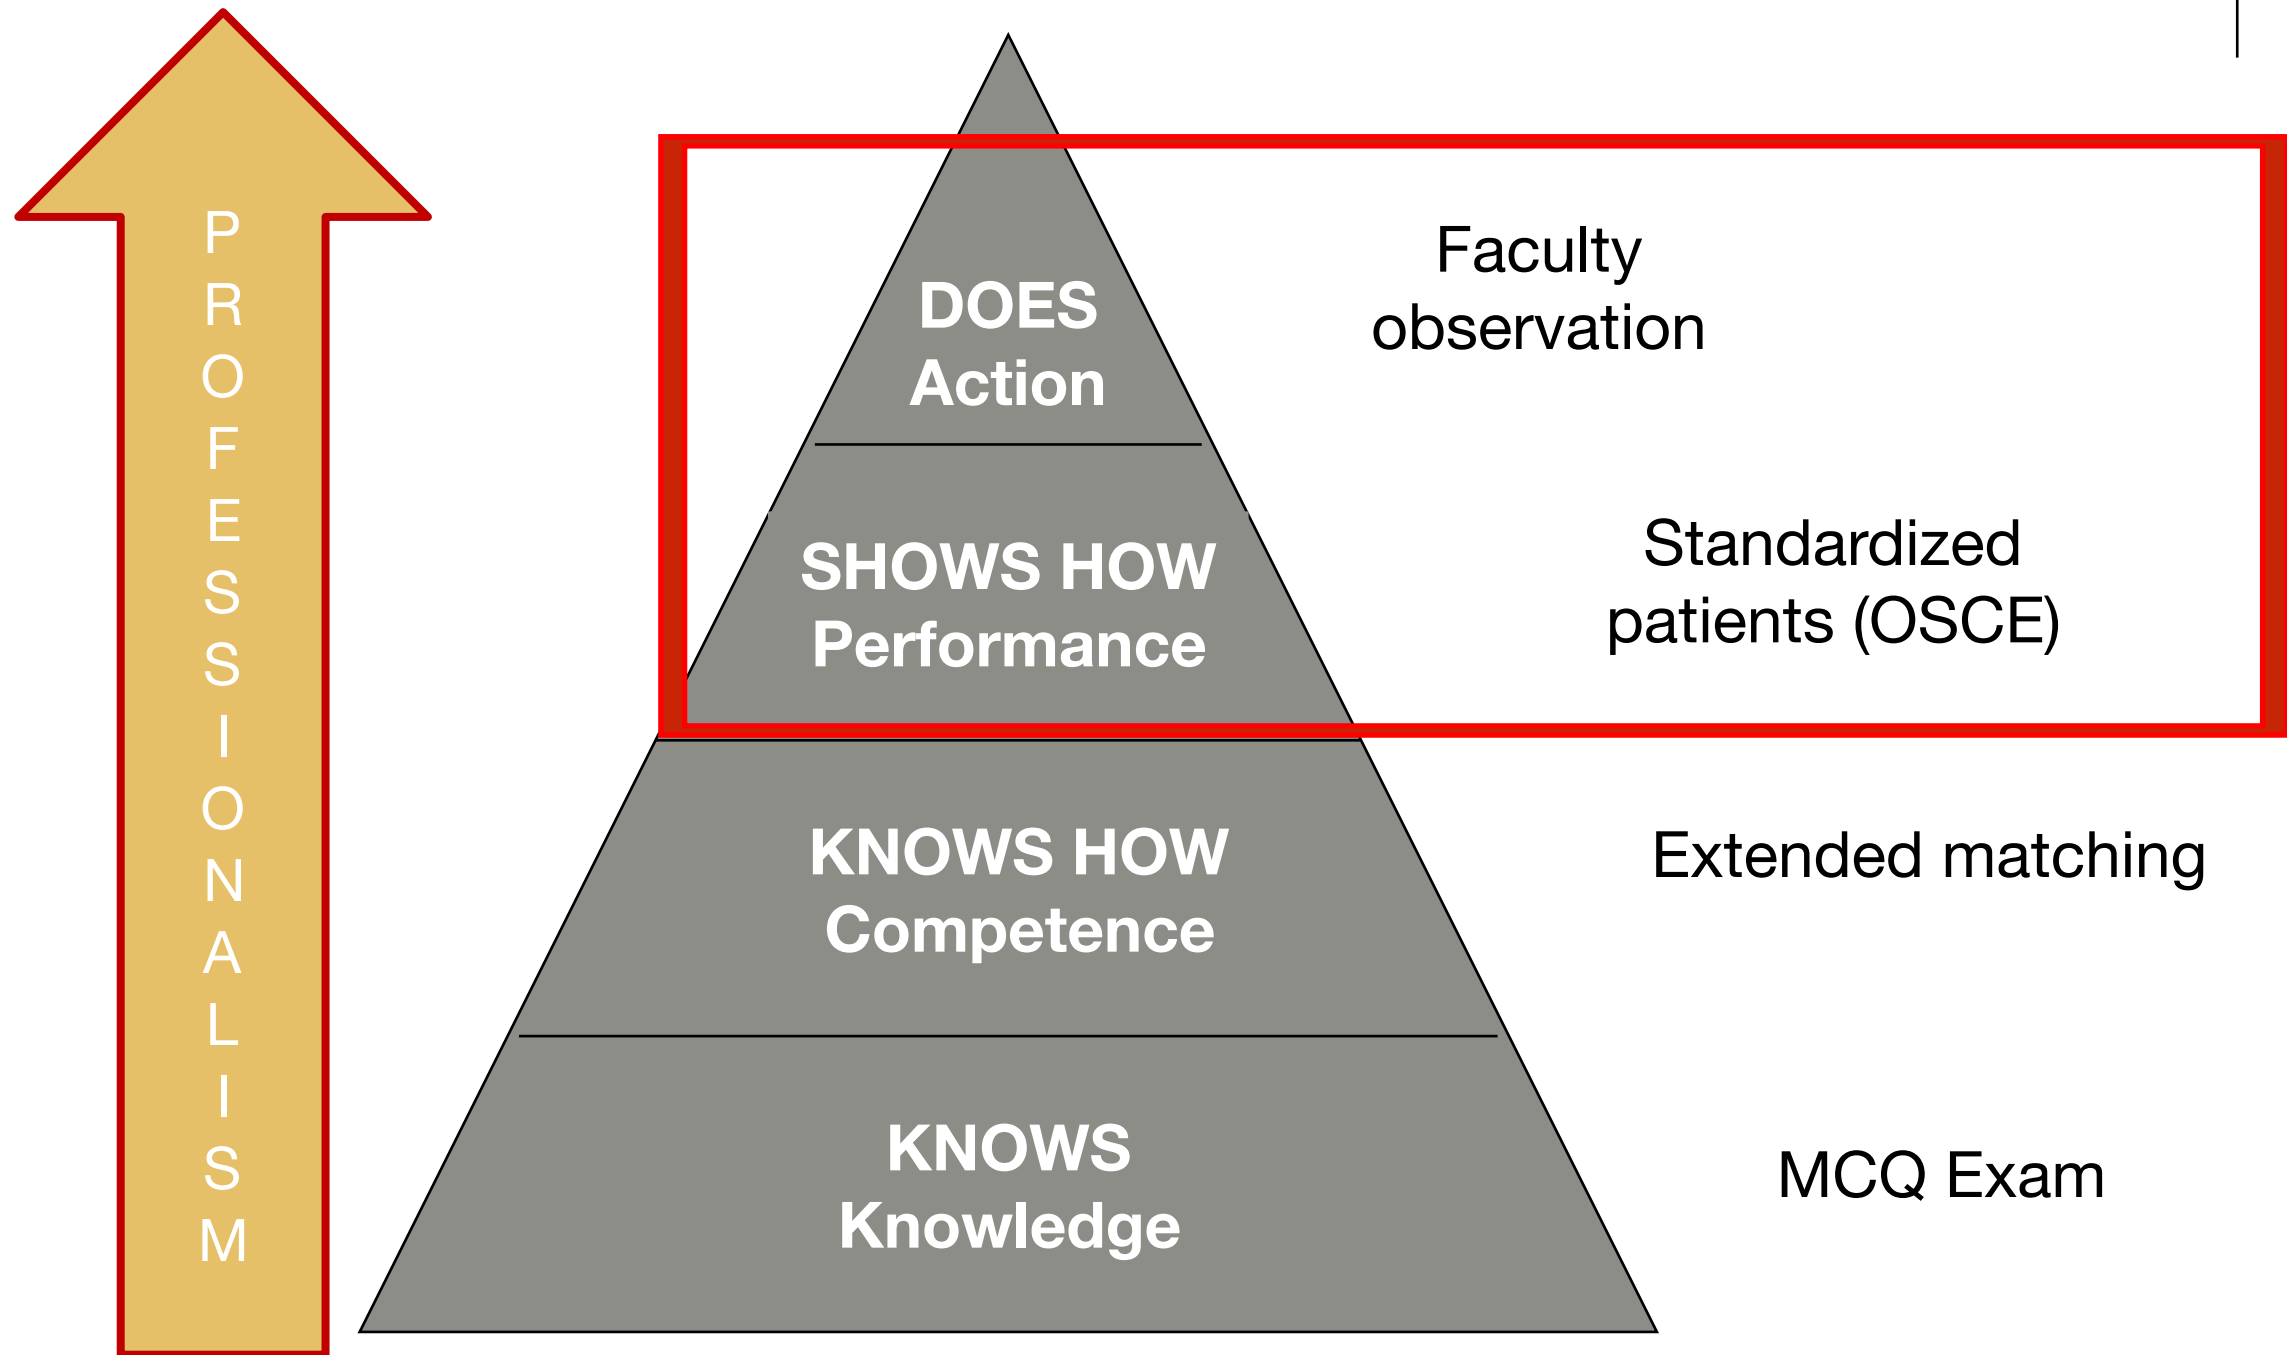 P
R
O
F
E
S
S
I
O
N
A
L
I
S
M
DOES
Action
Faculty
observation
SHOWS HOW
Performance
Standardized
patients (OSCE)
KNOWS HOW
Competence
Extended matching
KNOWS
Knowledge
MCQ Exam